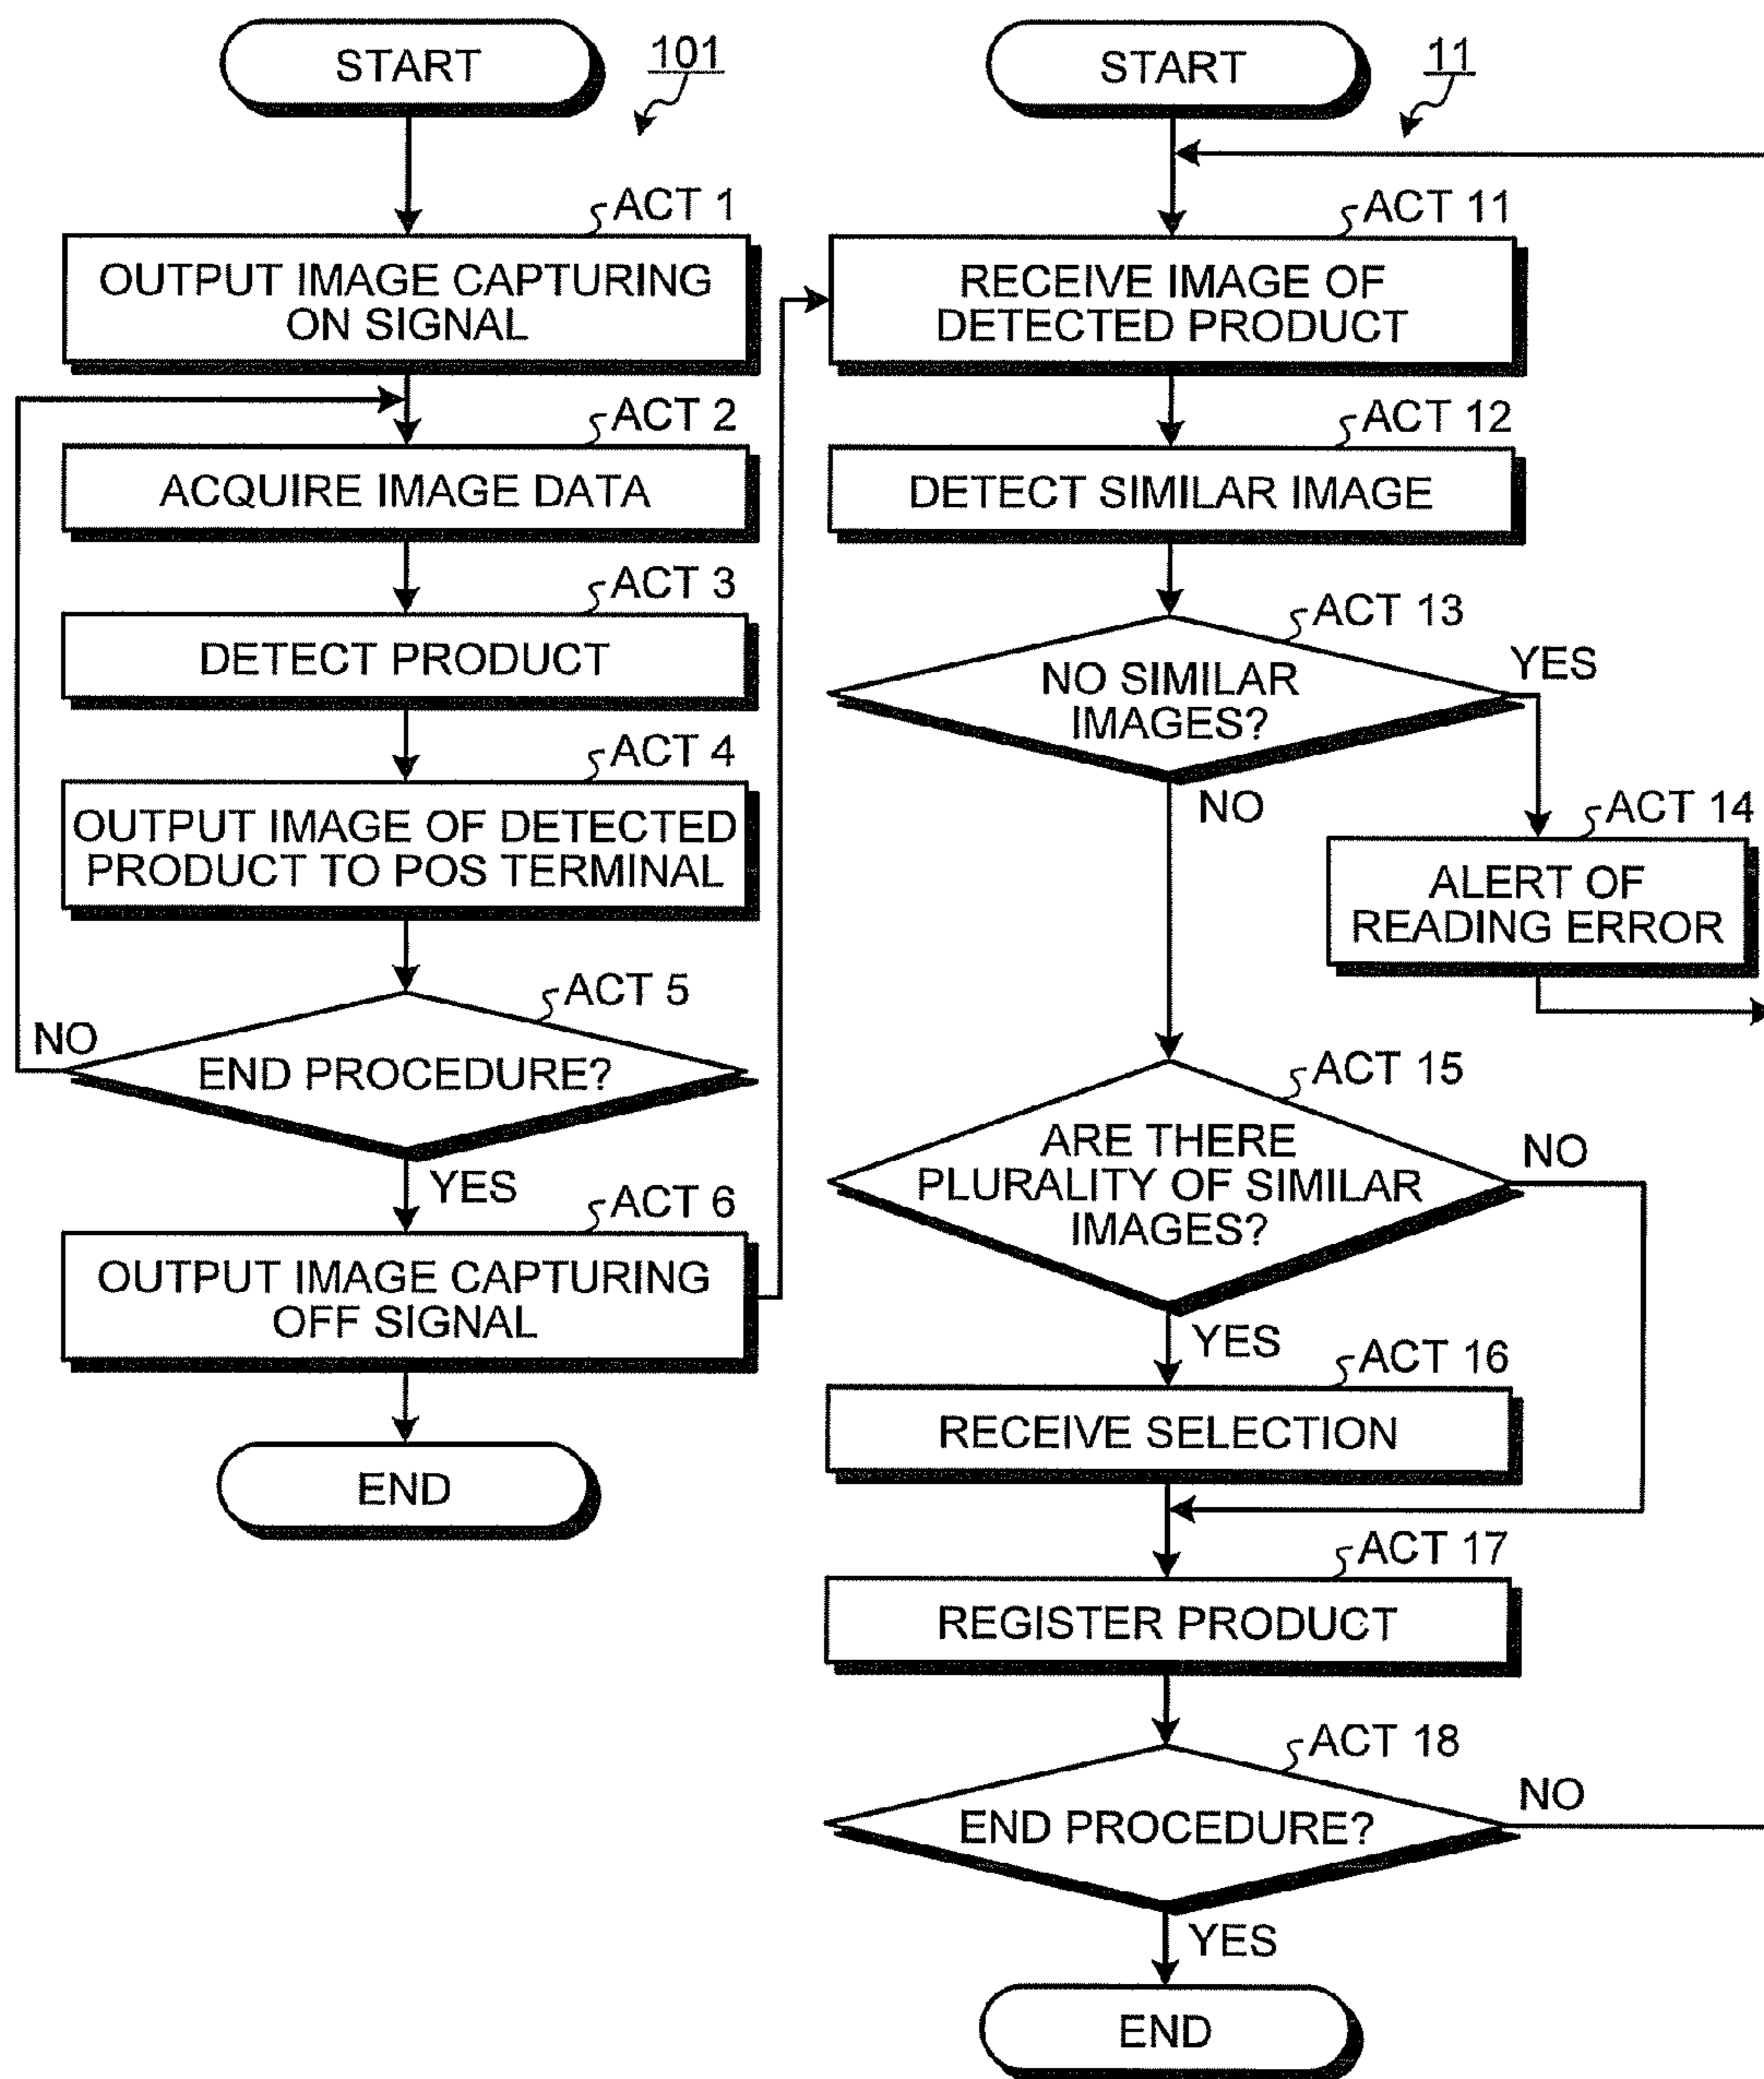 START
101
ACT 1
OUTPUT IMAGE CAPTURING
ON SIGNAL
ACT 2
ACQUIRE IMAGE DATA
ACT 3
DETECT PRODUCT
ACT 4
OUTPUT IMAGE OF DETECTED
PRODUCT TO POS TERMINAL
ACT 5
NO
END PROCEDURE?
YES
ACT 6
OUTPUT IMAGE CAPTURING
OFF SIGNAL
END
START
11
ACT 11
RECEIVE IMAGE OF
DETECTED PRODUCT
ACT 12
DETECT SIMILAR IMAGE
ACT 13
NO SIMILAR
IMAGES?
YES
NO
ACT 14
ALERT OF
READING ERROR
ACT 15
ARE THERE
PLURALITY OF SIMILAR
IMAGES?
NO
YES
ACT 16
RECEIVE SELECTION
ACT 17
REGISTER PRODUCT
ACT 18
END PROCEDURE?
NO
YES
END